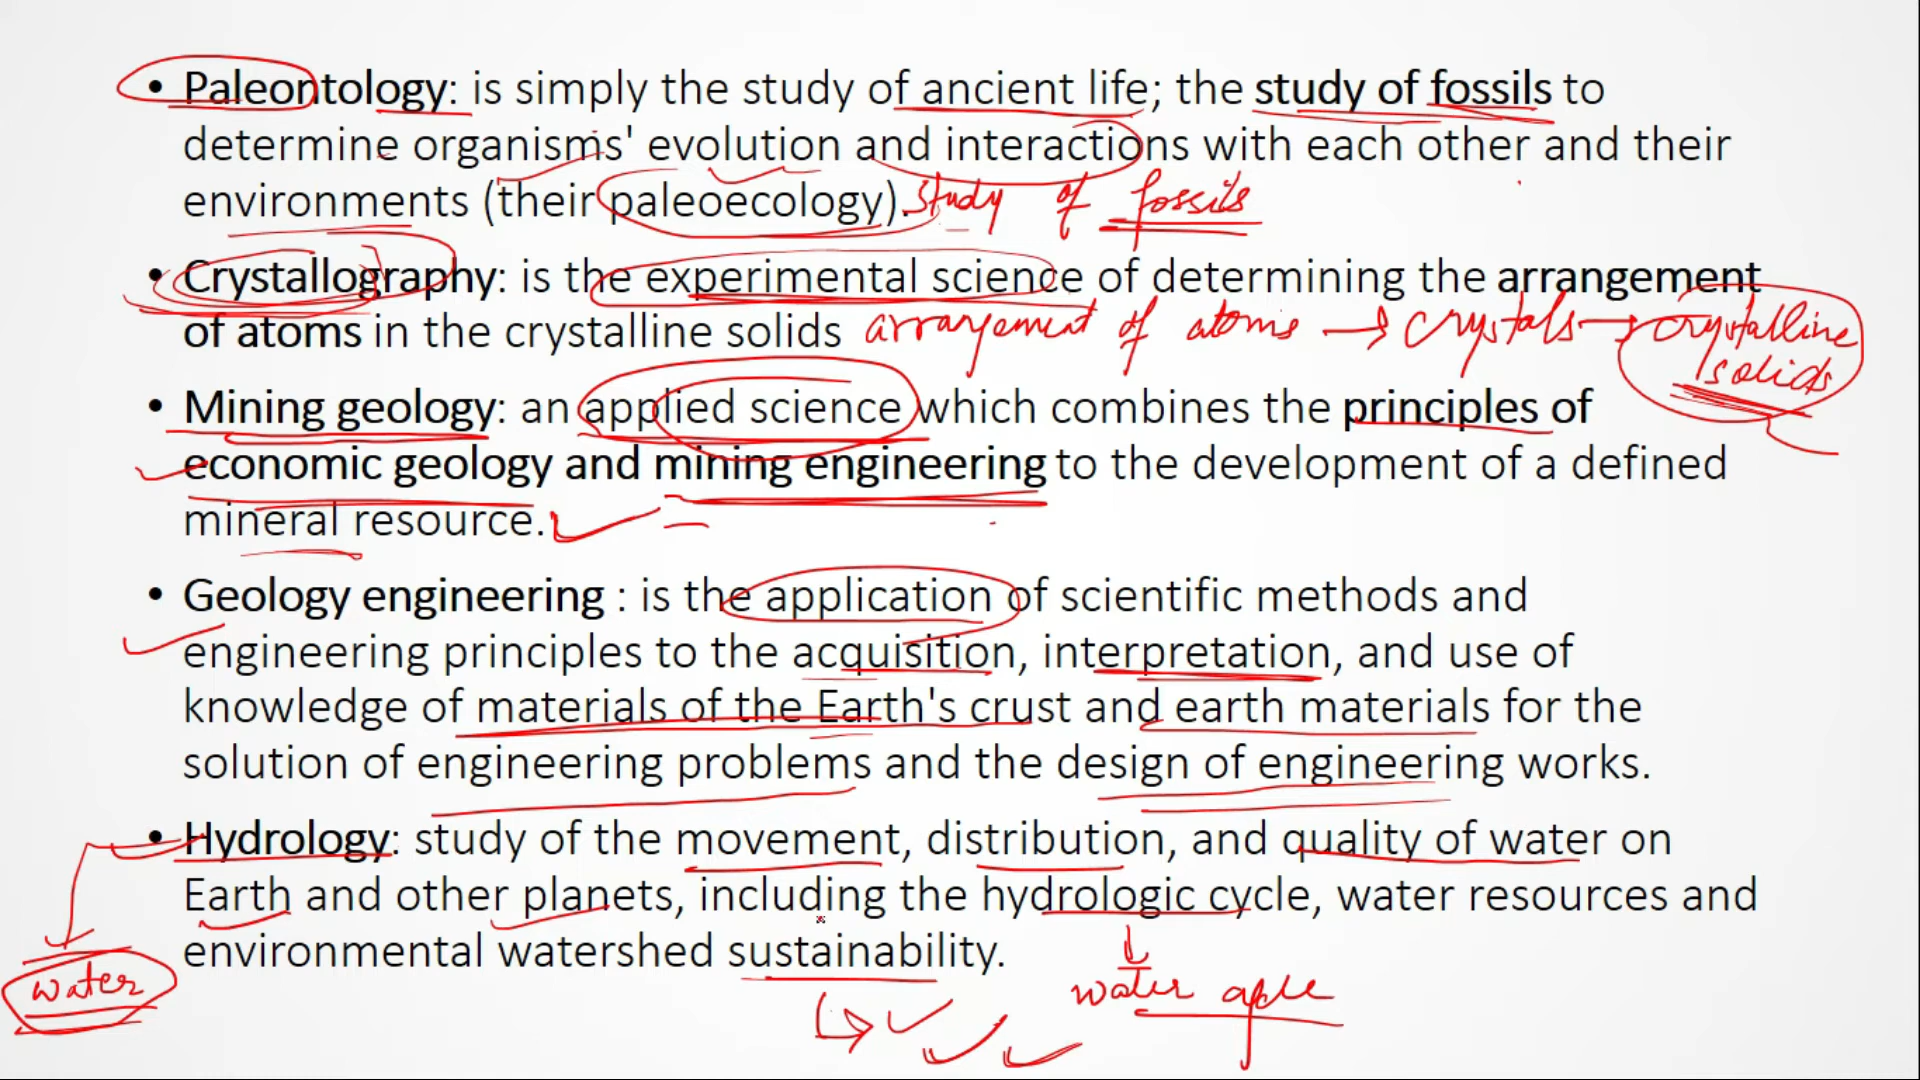 • Paleontology: is simply the study of ancient life; the study of fossils to
determine organisms' evolution and interactions with each other and their
environments (their paleoecology). study of fossils
• Crystallography: is the experimental science of determining the arrangement
of atoms in the crystalline solids arrangement of atoms → crystals → crystalline
solids
• Mining geology: an applied science which combines the principles of
economic geology and mining engineering to the development of a defined
mineral resource.
• Geology engineering : is the application of scientific methods and
engineering principles to the acquisition, interpretation, and use of
knowledge of materials of the Earth's crust and earth materials for the
solution of engineering problems and the design of engineering works.
• Hydrology: study of the movement, distribution, and quality of water on
Earth and other planets, including the hydrologic cycle, water resources and
environmental watershed sustainability.
water
water